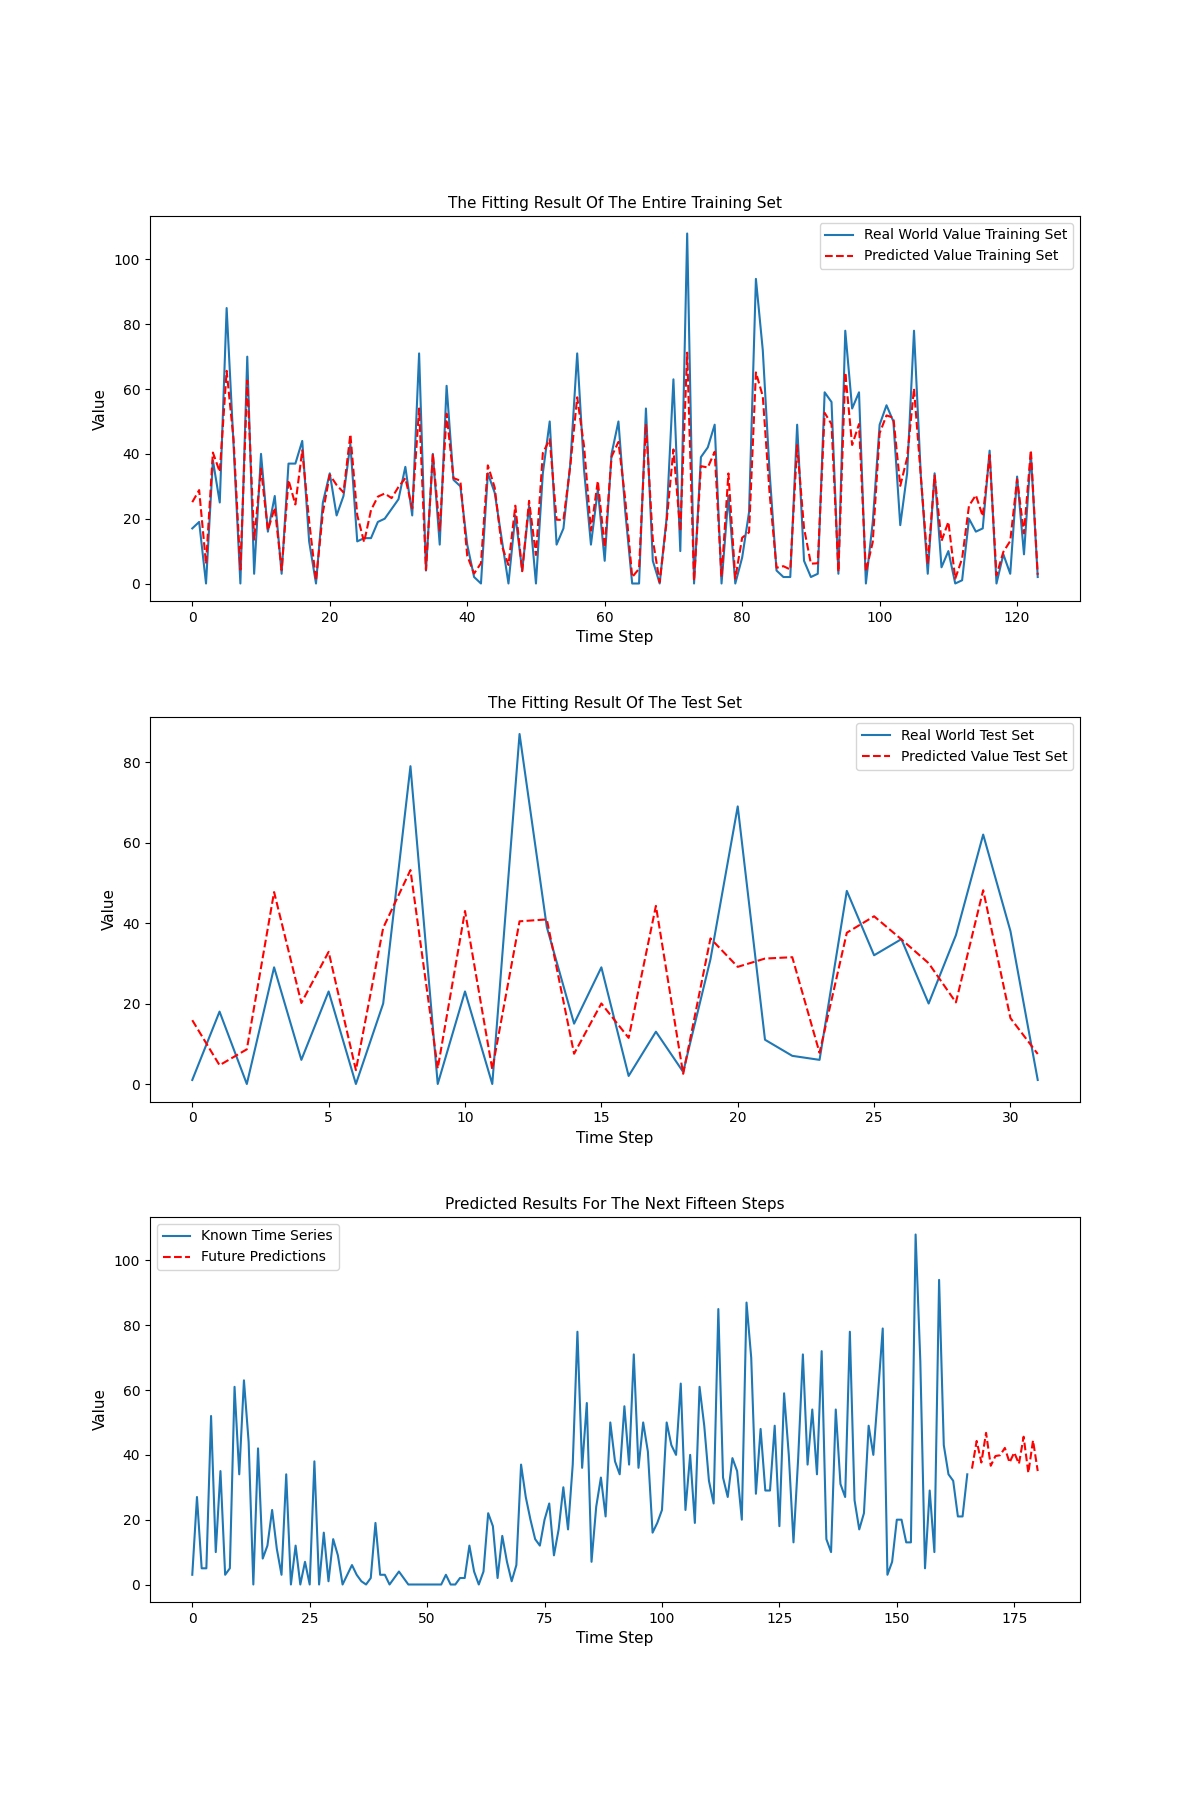 The Fitting Result Of The Entire Training Set
Real World Value Training Set
Predicted Value Training Set
Value
100
80
60
40
20
0
0 20 40 60 80 100 120
Time Step
The Fitting Result Of The Test Set
Real World Test Set
Predicted Value Test Set
Value
80
60
40
20
0
0 5 10 15 20 25 30
Time Step
Predicted Results For The Next Fifteen Steps
Known Time Series
Future Predictions
Value
100
80
60
40
20
0
0 25 50 75 100 125 150 175
Time Step